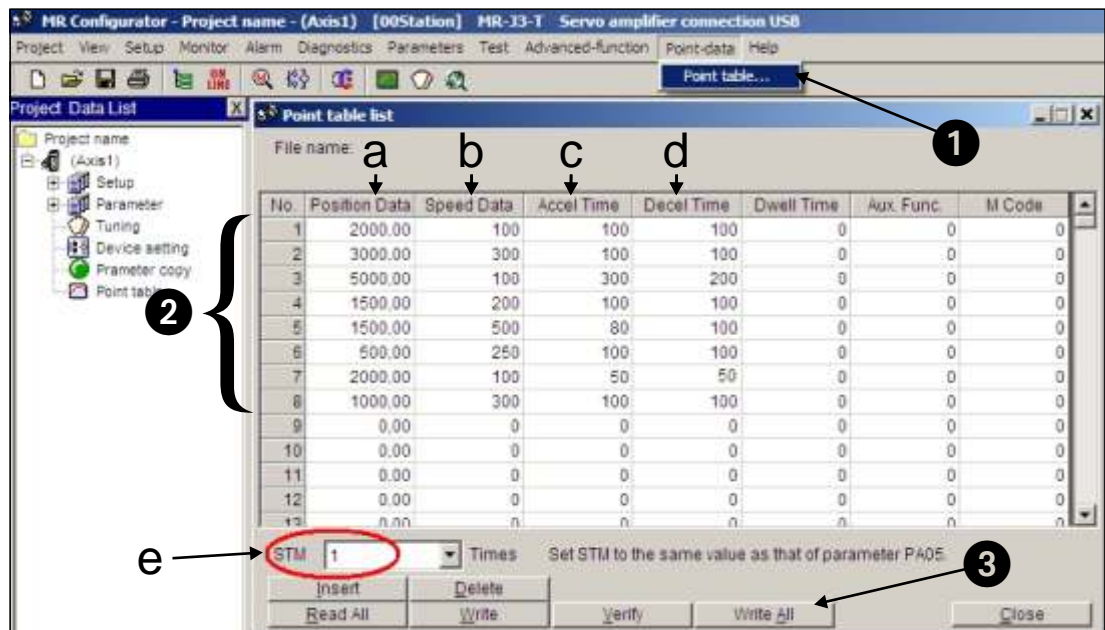 MR Configurator - Project name - (Axis1) [00Station] MR-J3-T Servo amplifier connection USB
Project View Setup Monitor Alarm Diagnostics Parameters Test Advanced-function Point-data Help
Point table...
1
Project Data List
Project name
(Axis1)
Setup
Parameter
Tuning
Device setting
Prameter copy
Point table
2
Point table list
File name:
a b c d
No. Position Data Speed Data Accel Time Decel Time Dwell Time Aux. Func. M Code
1 2000.00 100 100 100 0 0 0
2 3000.00 300 100 100 0 0 0
3 5000.00 100 300 200 0 0 0
4 1500.00 200 100 100 0 0 0
5 1500.00 500 80 100 0 0 0
6 500.00 250 100 100 0 0 0
7 2000.00 100 50 50 0 0 0
8 1000.00 300 100 100 0 0 0
9 0.00 0 0 0 0 0 0
10 0.00 0 0 0 0 0 0
11 0.00 0 0 0 0 0 0
12 0.00 0 0 0 0 0 0
13 0.00 0 0 0 0 0 0
e
STM 1 Times Set STM to the same value as that of parameter PA05.
3
Insert Delete
Read All Write Verify Write All Close